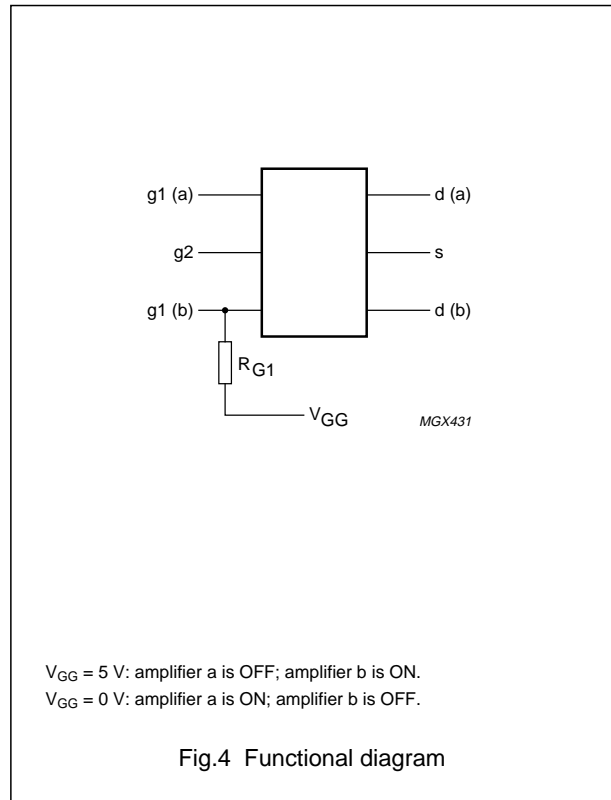 g1 (a) d (a)
g2 s
g1 (b) d (b)
RG1
VGG MGX431
VGG = 5 V: amplifier a is OFF; amplifier b is ON.
VGG = 0 V: amplifier a is ON; amplifier b is OFF.
Fig.4 Functional diagram